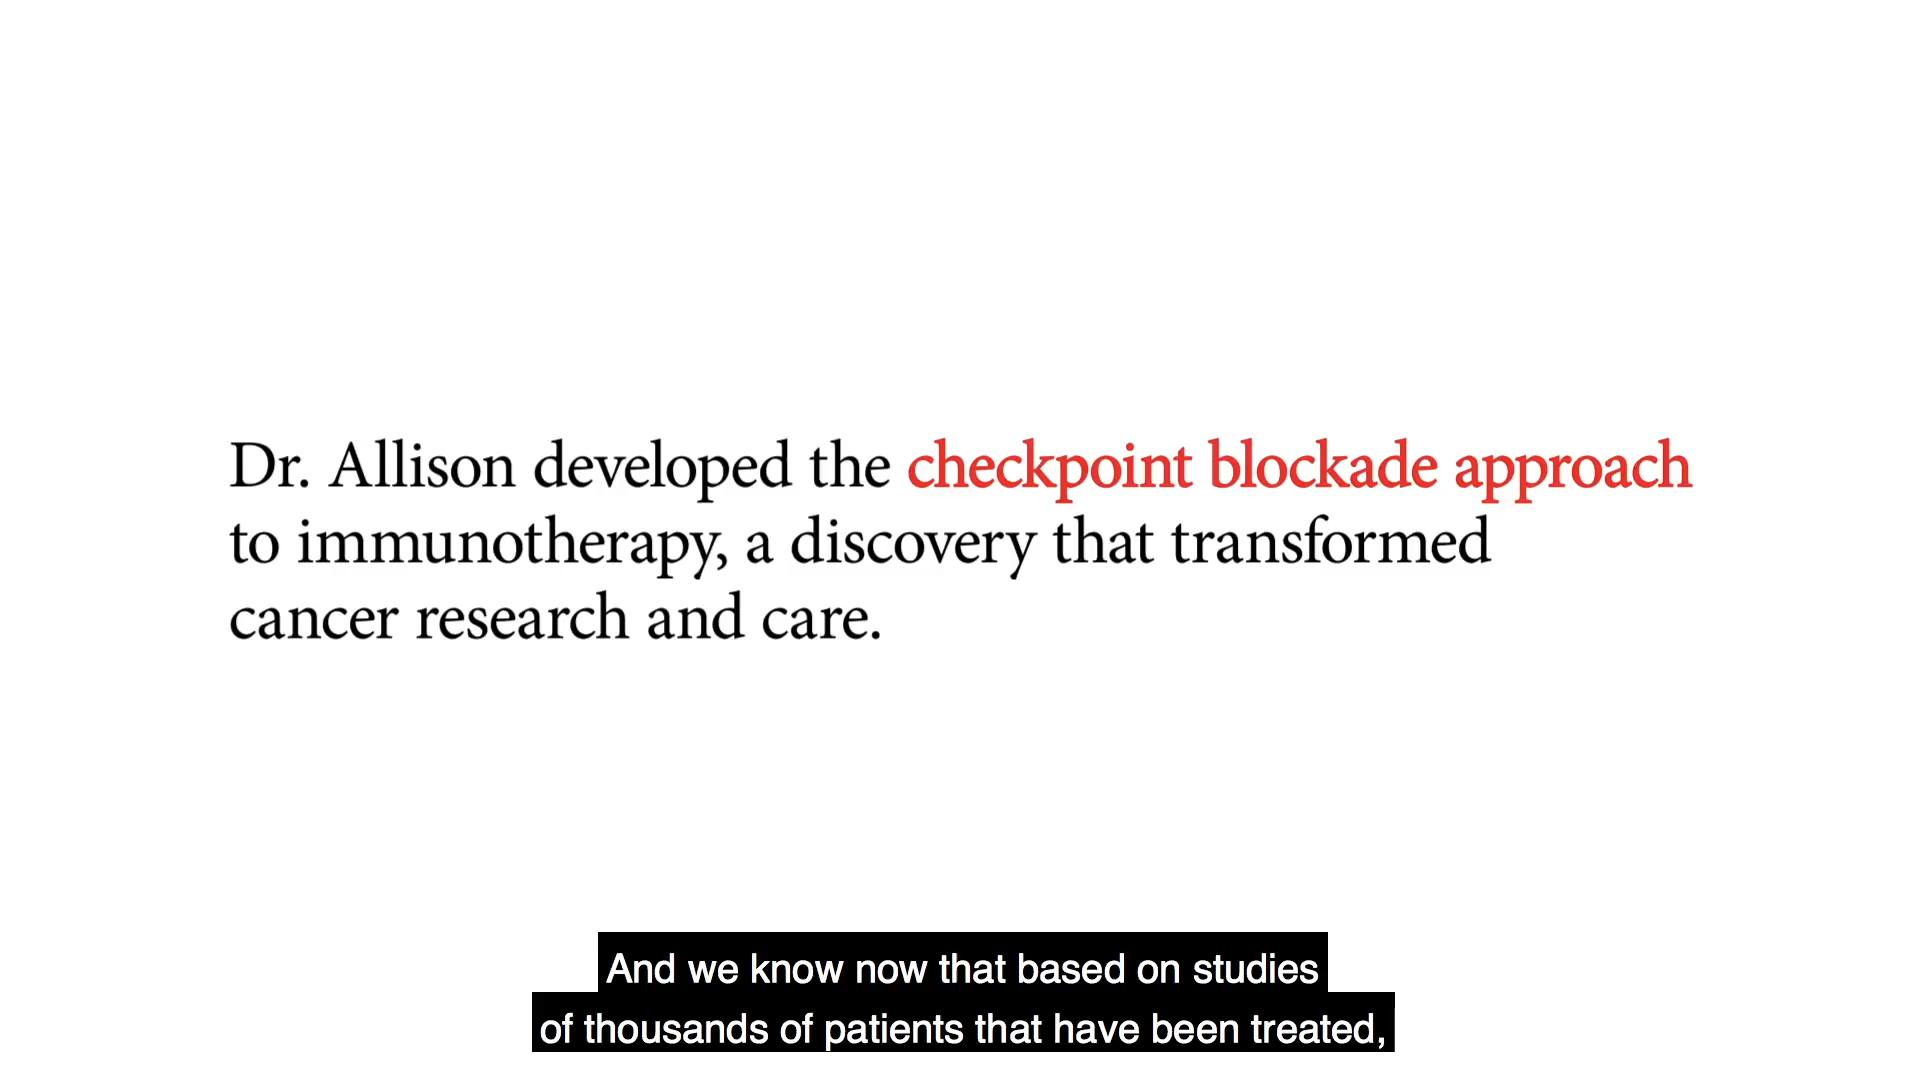 Dr. Allison developed the checkpoint blockade approach
to immunotherapy, a discovery that transformed
cancer research and care.
And we know now that based on studies
of thousands of patients that have been treated,